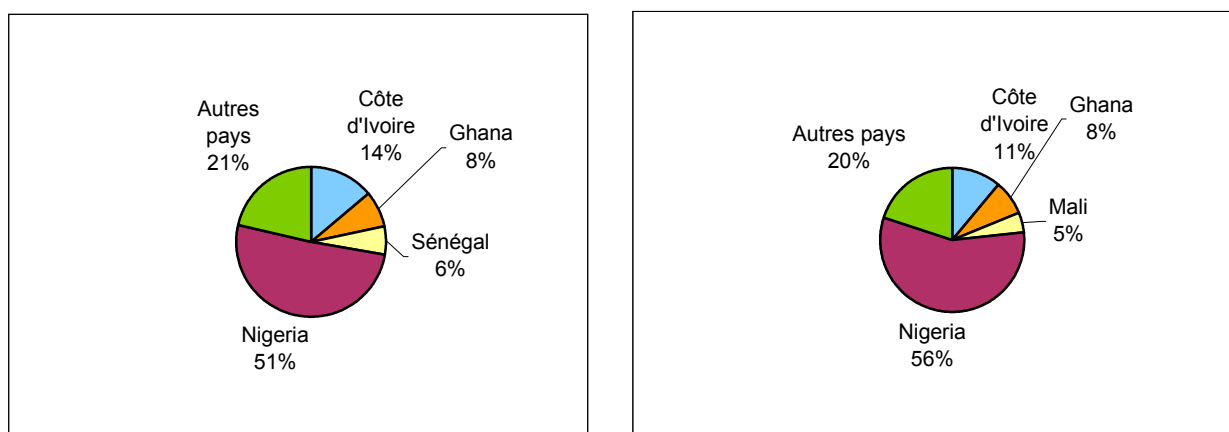 Autres
pays
21%
Côte
d'Ivoire
14%
Ghana
8%
Sénégal
6%
Nigeria
51%
Autres pays
20%
Côte
d'Ivoire
11%
Ghana
8%
Mali
5%
Nigeria
56%